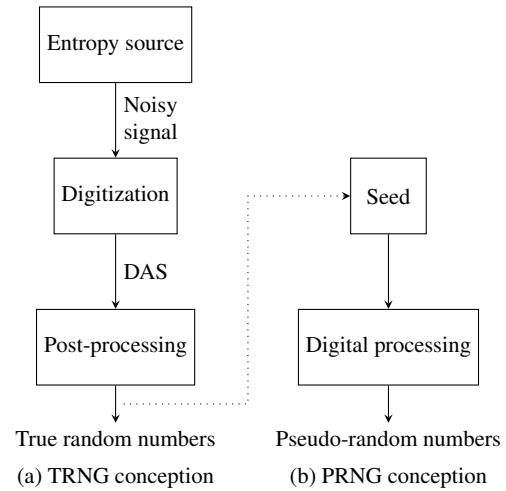 Entropy source
Noisy
signal
Digitization
DAS
Post-processing
True random numbers
(a) TRNG conception
Seed
Digital processing
Pseudo-random numbers
(b) PRNG conception